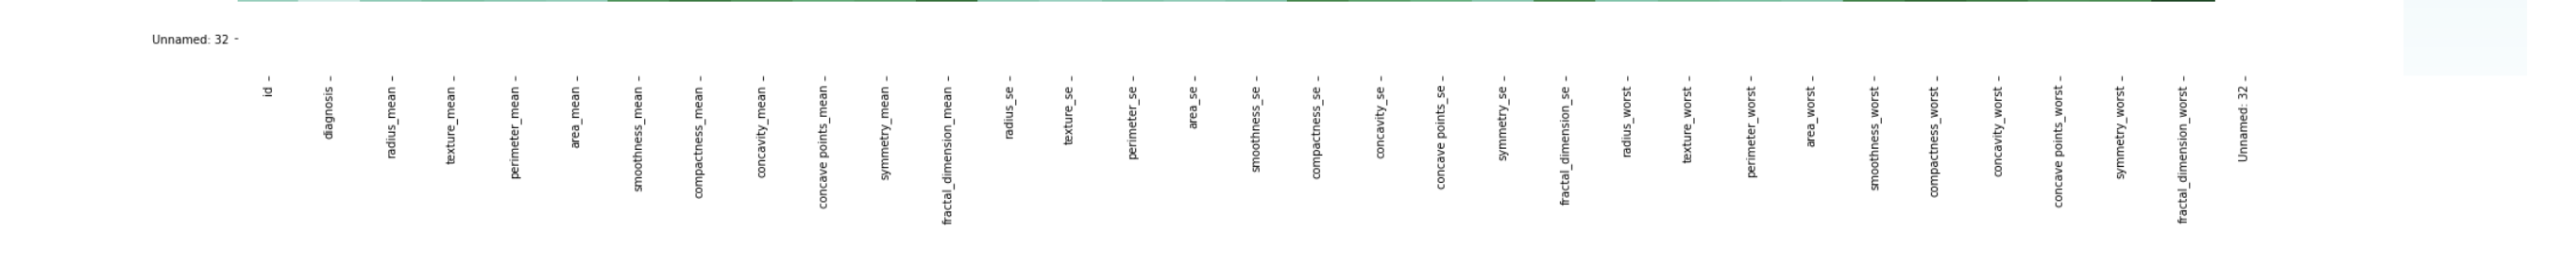 Unnamed: 32
id
diagnosis
radius_mean
texture_mean
perimeter_mean
area_mean
smoothness_mean
compactness_mean
concavity_mean
concave points_mean
symmetry_mean
fractal_dimension_mean
radius_se
texture_se
perimeter_se
area_se
smoothness_se
compactness_se
concavity_se
concave points_se
symmetry_se
fractal_dimension_se
radius_worst
texture_worst
perimeter_worst
area_worst
smoothness_worst
compactness_worst
concavity_worst
concave points_worst
symmetry_worst
fractal_dimension_worst
Unnamed: 32